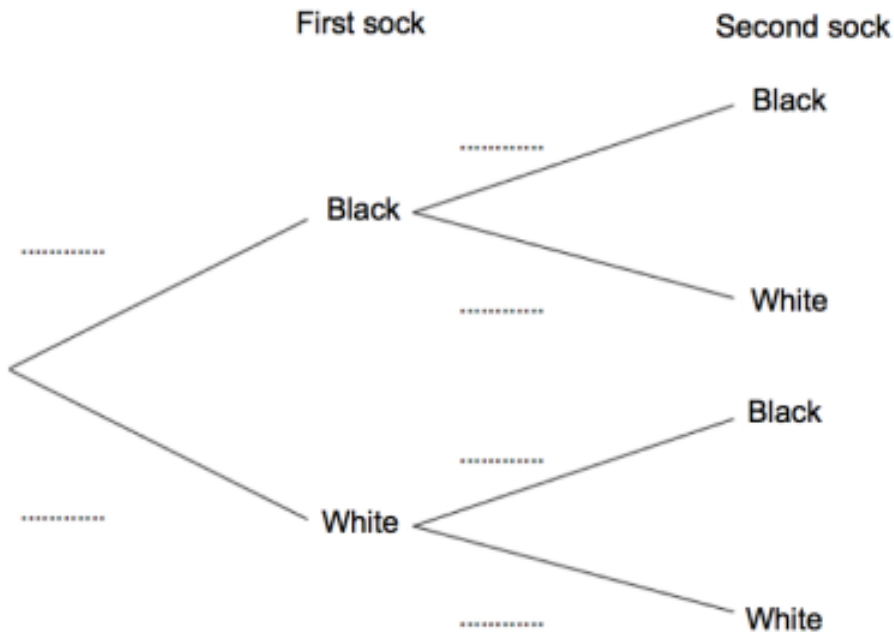 First sock
Second sock
Black
............
Black
............
White
............
Black
............
............
White
............
White